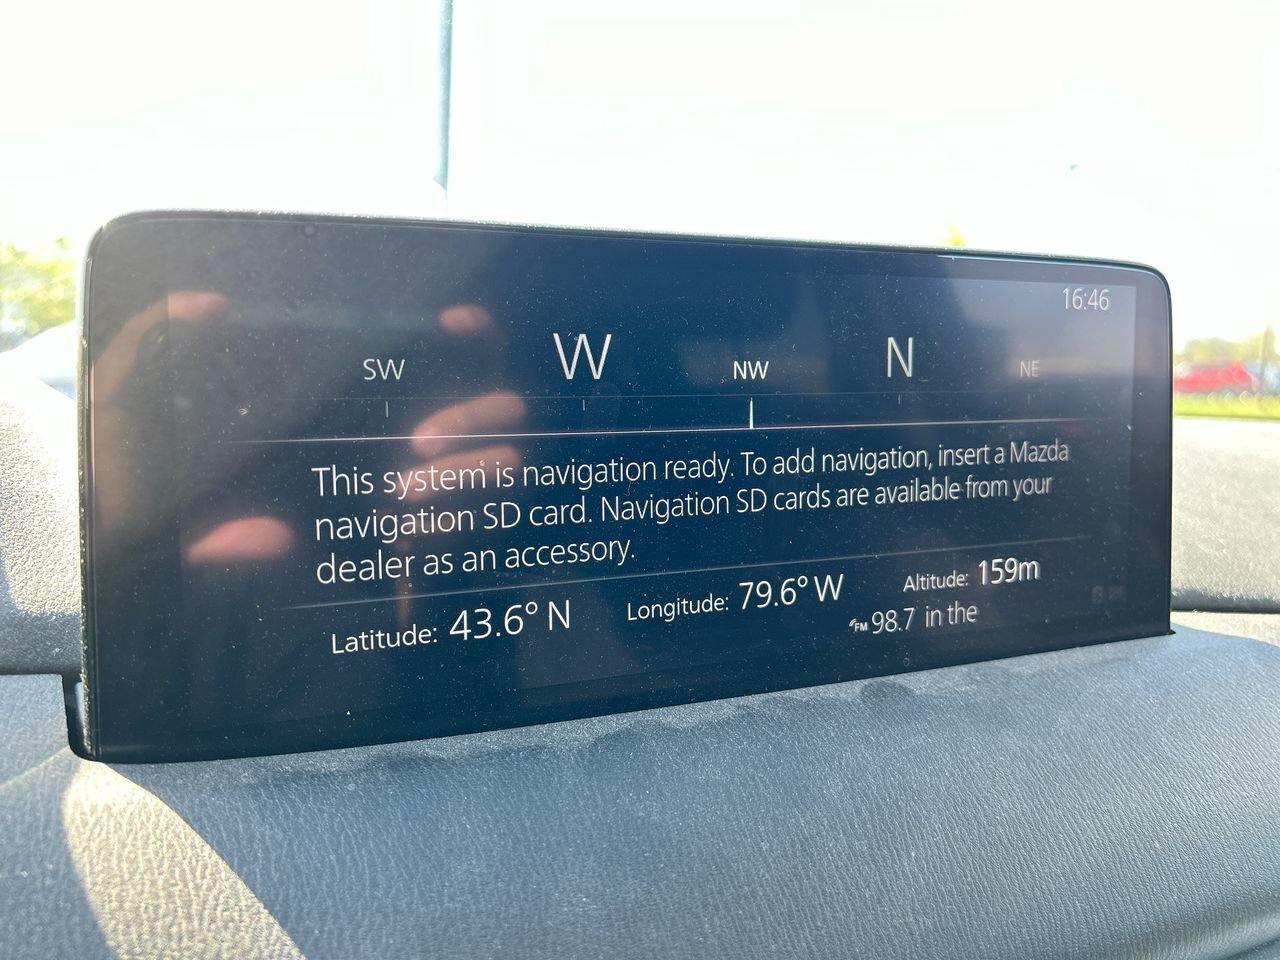 16:46
SW W NW N NE
This system is navigation ready. To add navigation, insert a Mazda
navigation SD card. Navigation SD cards are available from your
dealer as an accessory.
Latitude: 43.6° N Longitude: 79.6° W Altitude: 159m
FM 98.7 in the